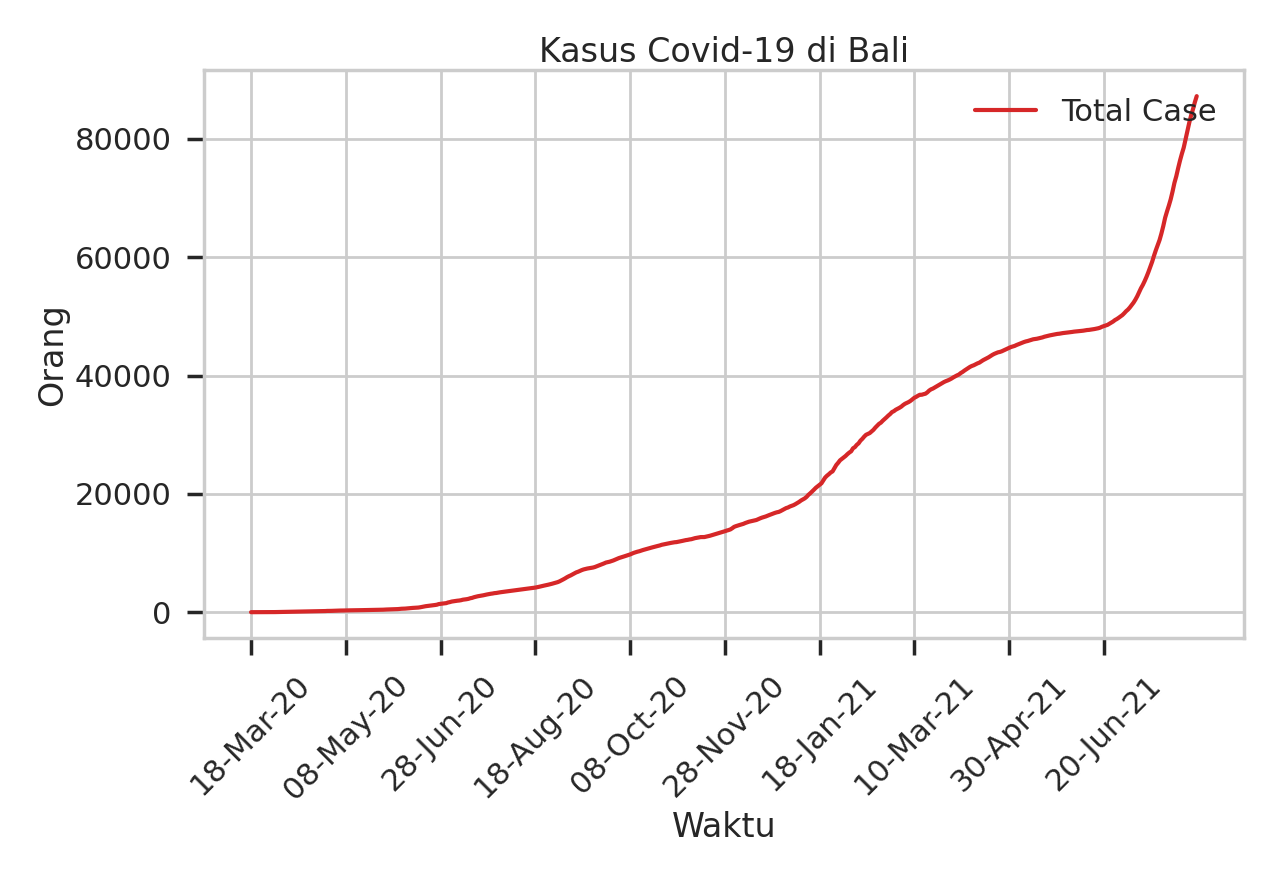 Kasus Covid-19 di Bali
Total Case
80000
60000
40000
20000
0
Orang
18-Mar-20
08-May-20
28-Jun-20
18-Aug-20
08-Oct-20
28-Nov-20
18-Jan-21
10-Mar-21
30-Apr-21
20-Jun-21
Waktu